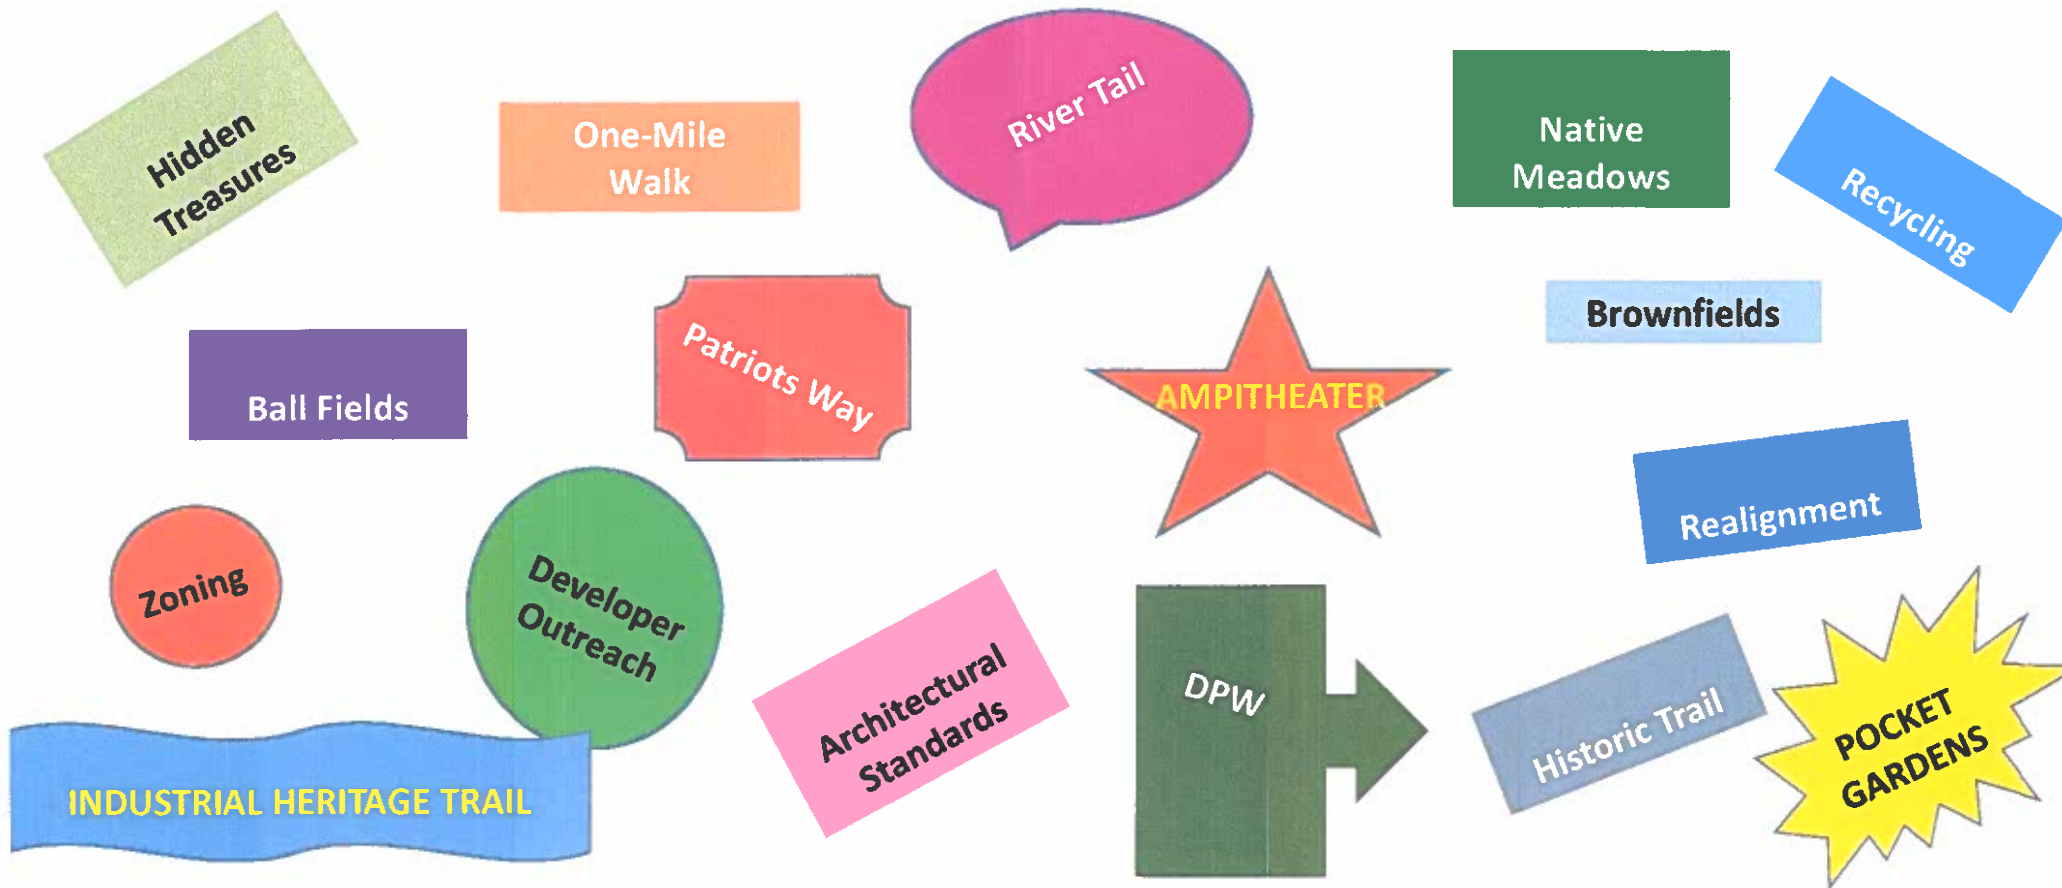 Hidden
Treasures
One-Mile
Walk
River Tail
Native
Meadows
Recycling
Brownfields
Ball Fields
Patriots Way
AMPITHEATER
Realignment
Zoning
Developer
Outreach
Architectural
Standards
DPW
Historic Trail
POCKET
GARDENS
INDUSTRIAL HERITAGE TRAIL